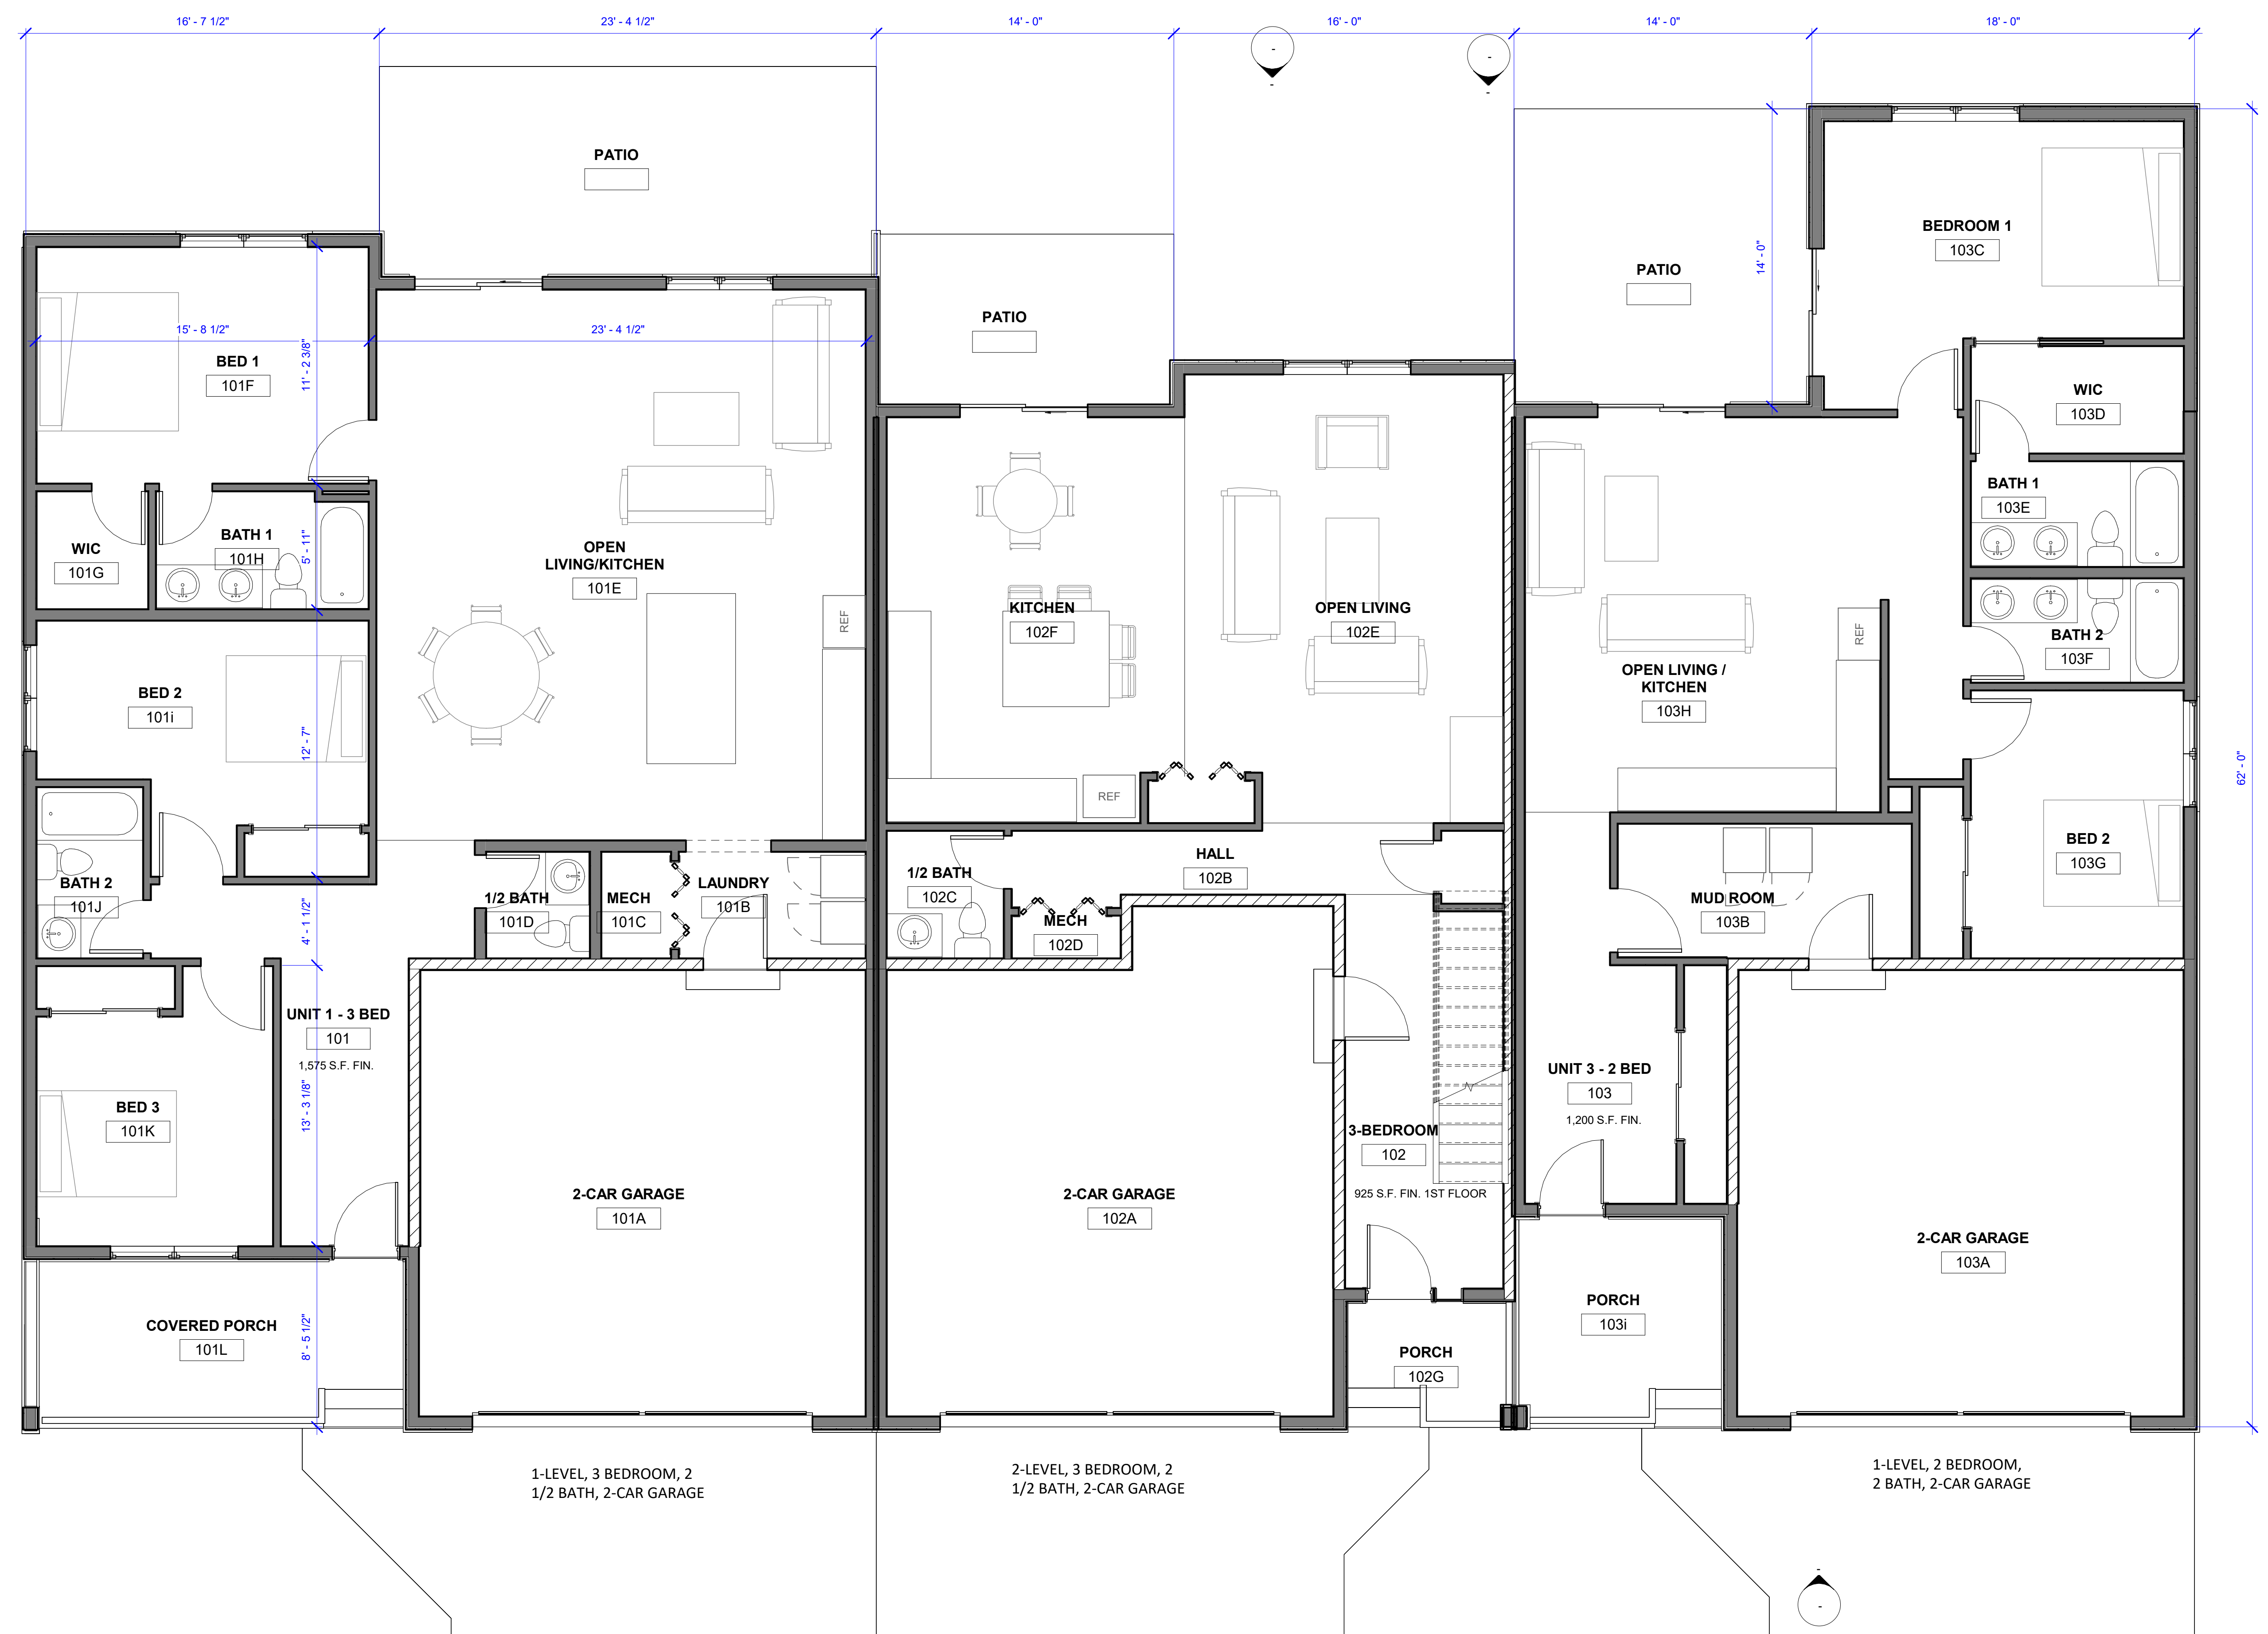 16' - 7 1/2"
23' - 4 1/2"
14' - 0"
16' - 0"
14' - 0"
18' - 0"
-
-
-
-
PATIO
PATIO
PATIO
14' - 0"
62' - 0"
15' - 8 1/2"
23' - 4 1/2"
11' - 2 3/8"
5' - 11"
12' - 7"
4' - 1 1/2"
13' - 3 1/8"
8' - 5 1/2"
BED 1
101F
WIC
101G
BATH 1
101H
OPEN
LIVING/KITCHEN
101E
REF
BED 2
101i
BATH 2
101J
1/2 BATH
101D
MECH
101C
LAUNDRY
101B
UNIT 1 - 3 BED
101
1,575 S.F. FIN.
BED 3
101K
2-CAR GARAGE
101A
COVERED PORCH
101L
KITCHEN
102F
OPEN LIVING
102E
REF
HALL
102B
1/2 BATH
102C
MECH
102D
3-BEDROOM
102
925 S.F. FIN. 1ST FLOOR
2-CAR GARAGE
102A
PORCH
102G
BEDROOM 1
103C
WIC
103D
BATH 1
103E
BATH 2
103F
REF
OPEN LIVING /
KITCHEN
103H
BED 2
103G
MUD ROOM
103B
UNIT 3 - 2 BED
103
1,200 S.F. FIN.
2-CAR GARAGE
103A
PORCH
103i
1-LEVEL, 3 BEDROOM, 2
1/2 BATH, 2-CAR GARAGE
2-LEVEL, 3 BEDROOM, 2
1/2 BATH, 2-CAR GARAGE
1-LEVEL, 2 BEDROOM,
2 BATH, 2-CAR GARAGE
-
-